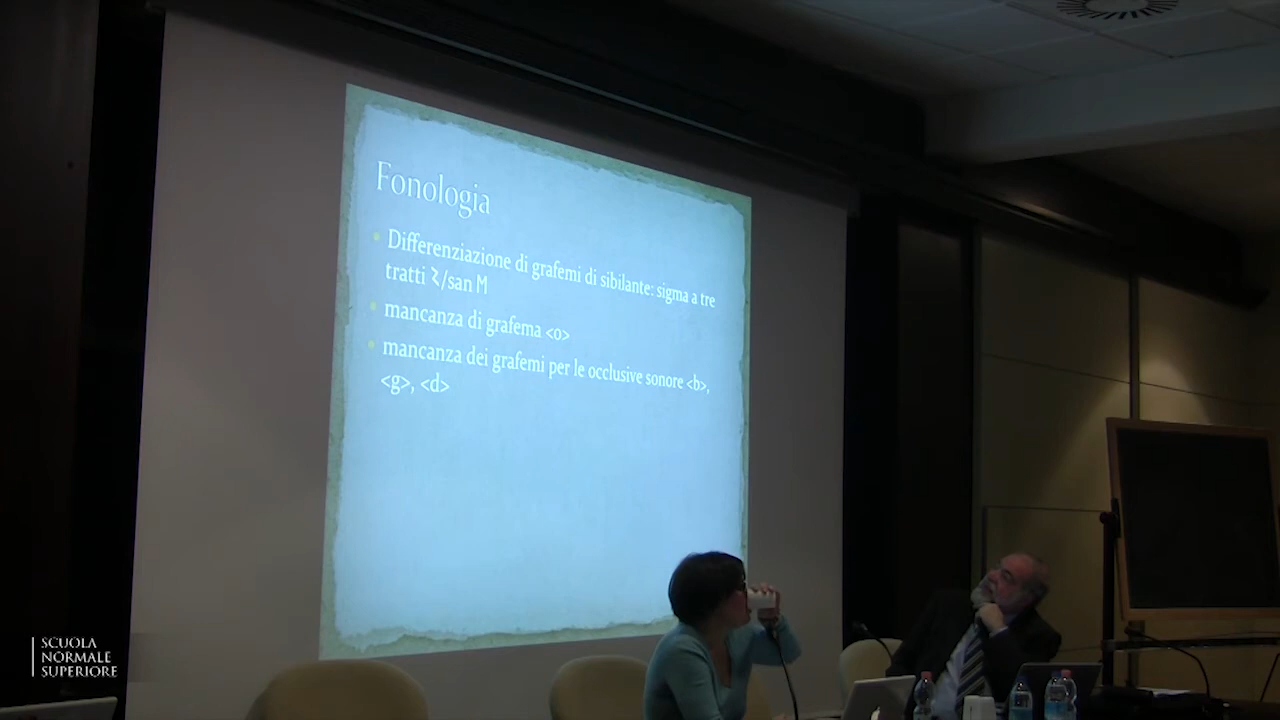 Fonologia
Differenziazione di grafemi di sibilante: sigma a tre
tratti Ɀ/san M
mancanza di grafema <o>
mancanza dei grafemi per le occlusive sonore <b>,
<g>, <d>
SCUOLA
NORMALE
SUPERIORE